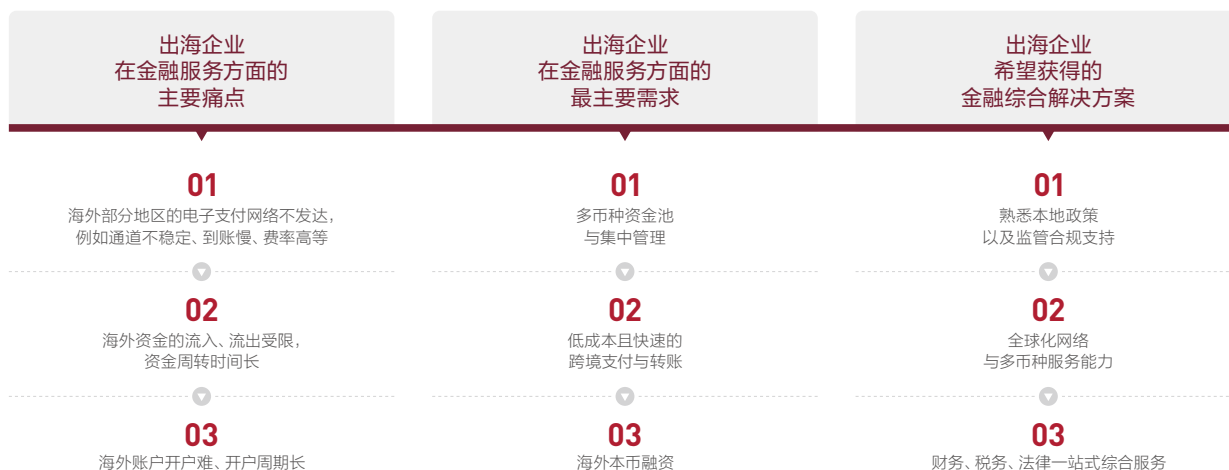 出海企业
在金融服务方面的
主要痛点
01
海外部分地区的电子支付网络不发达，
例如通道不稳定、到账慢、费率高等
02
海外资金的流入、流出受限，
资金周转时间长
03
海外账户开户难、开户周期长
出海企业
在金融服务方面的
最主要需求
01
多币种资金池
与集中管理
02
低成本且快速的
跨境支付与转账
03
海外本币融资
出海企业
希望获得的
金融综合解决方案
01
熟悉本地政策
以及监管合规支持
02
全球化网络
与多币种服务能力
03
财务、税务、法律一站式综合服务